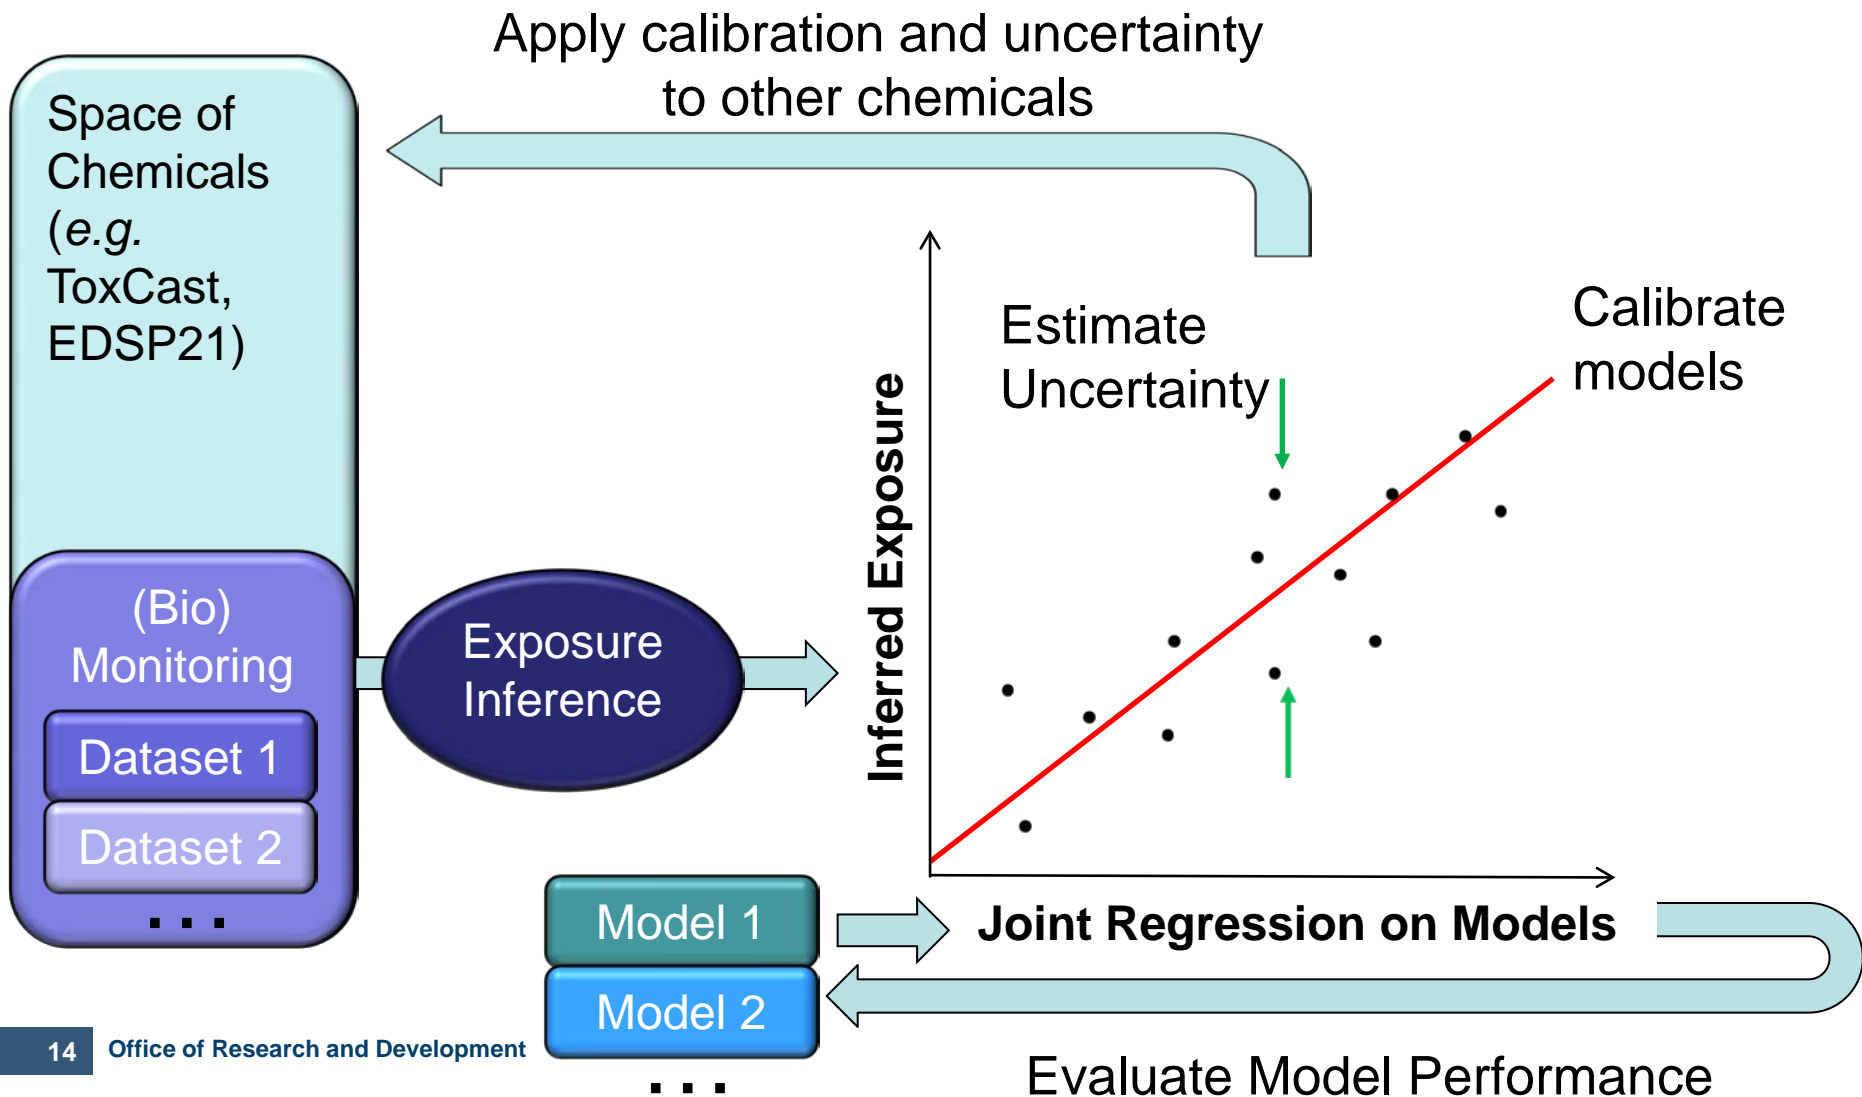 Apply calibration and uncertainty
to other chemicals
Space of
Chemicals
(e.g.
ToxCast,
EDSP21)
(Bio)
Monitoring
Dataset 1
Dataset 2
. . .
Exposure
Inference
Inferred Exposure
Estimate
Uncertainty
Calibrate
models
Joint Regression on Models
Model 1
Model 2
. . .
Evaluate Model Performance
14
Office of Research and Development